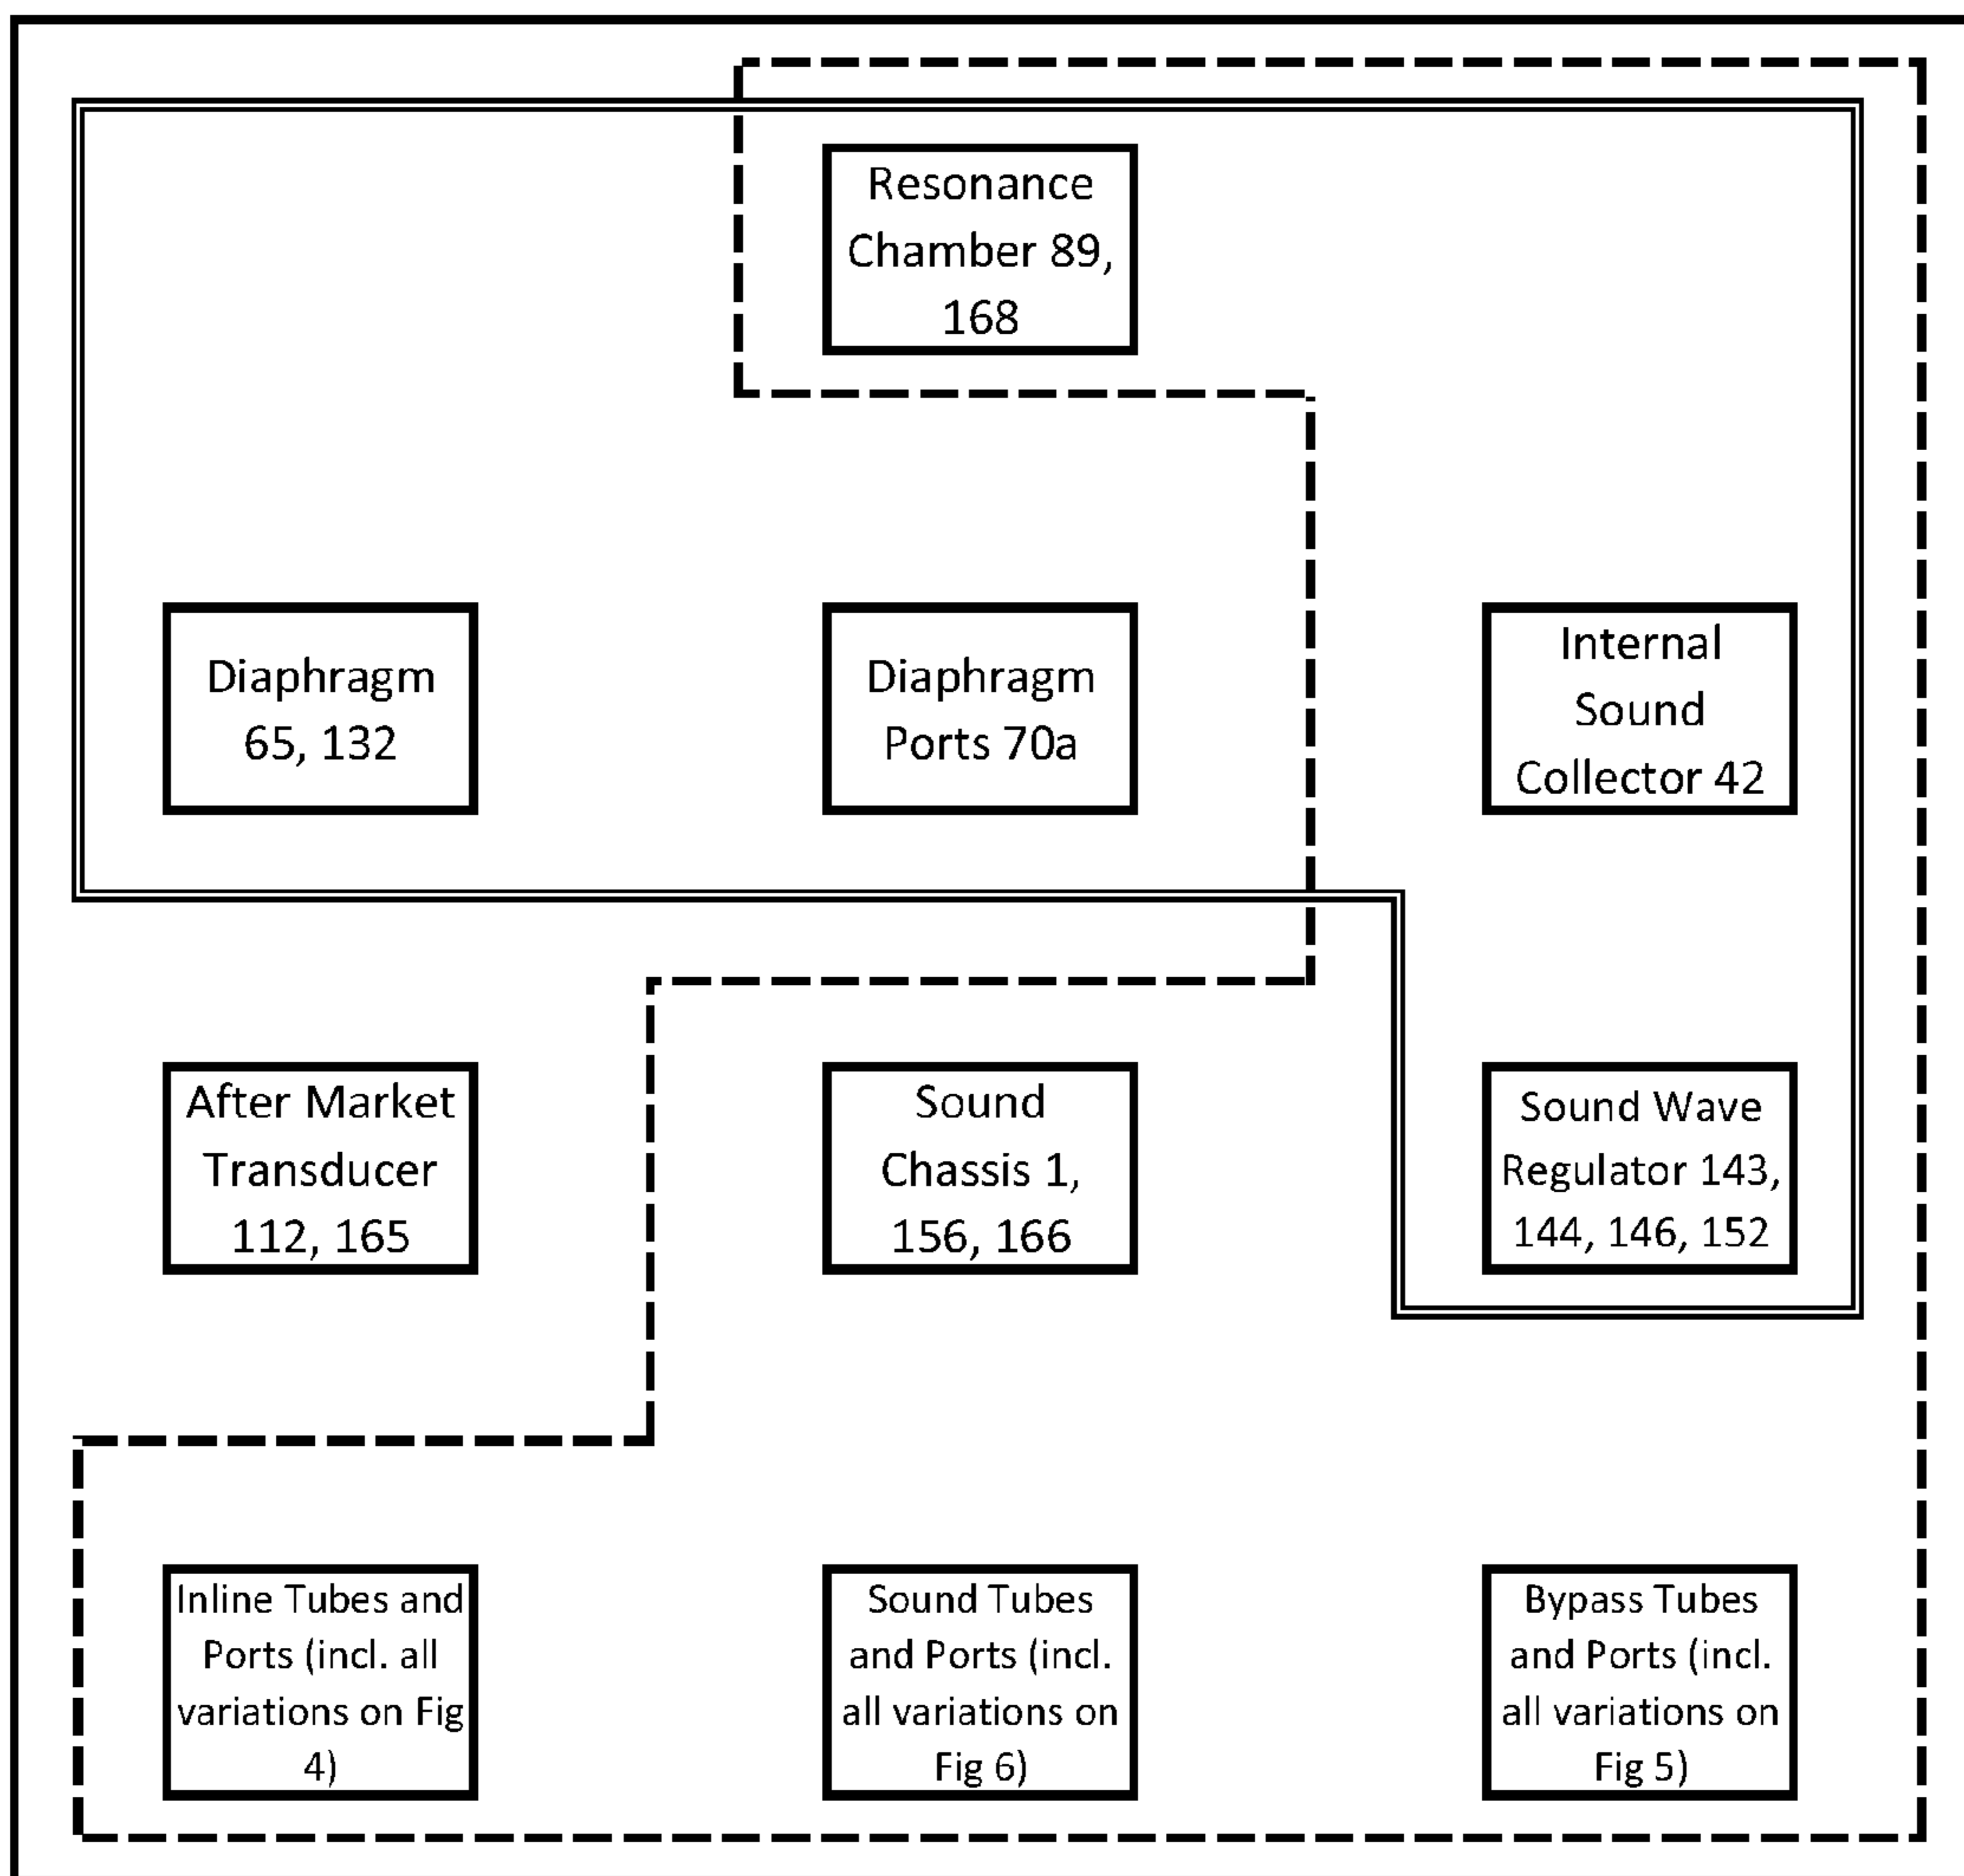 Resonance
Chamber 89,
168
Diaphragm
65, 132
Diaphragm
Ports 70a
Internal
Sound
Collector 42
After Market
Transducer
112, 165
Sound
Chassis 1,
156, 166
Sound Wave
Regulator 143,
144, 146, 152
Inline Tubes and
Ports (incl. all
variations on Fig
4)
Sound Tubes
and Ports (incl.
all variations on
Fig 6)
Bypass Tubes
and Ports (incl.
all variations on
Fig 5)